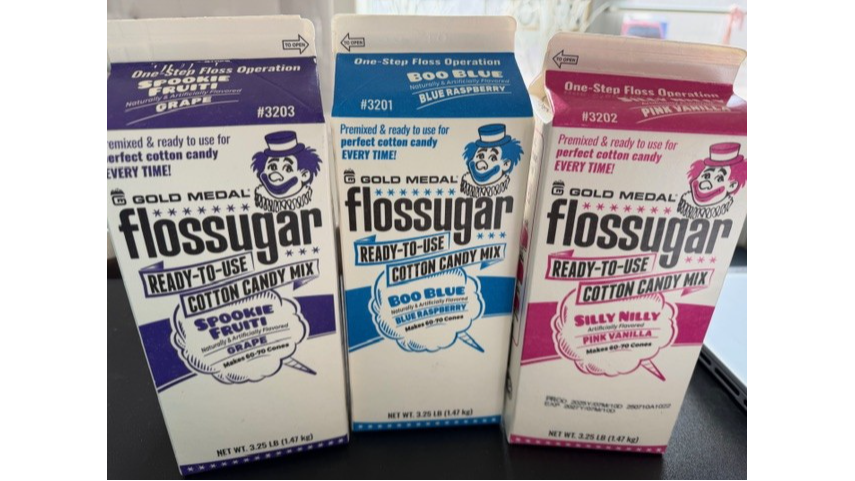 TO OPEN
One-Step Floss Operation
SPOOKIE
FRUITI
Naturally & Artificially Flavored
GRAPE
#3203
emixed & ready to use for
erfect cotton candy
EVERY TIME!
GOLD MEDAL
flossugar
READY-TO-USE
COTTON CANDY MIX
SPOOKIE
FRUITI
Naturally & Artificially Flavored
GRAPE
Makes 60-70 Cones
NET WT. 3.25 LB (1.47 kg)
TO OPEN
One-Step Floss Operation
BOO BLUE
Naturally & Artificially Flavored
BLUE RASPBERRY
#3201
Premixed & ready to use for
perfect cotton candy
EVERY TIME!
GOLD MEDAL
flossugar
READY-TO-USE
COTTON CANDY MIX
BOO BLUE
Naturally & Artificially Flavored
BLUE RASPBERRY
Makes 60-70 Cones
NET WT. 3.25 LB (1.47 kg)
TO OPEN
One-Step Floss Operation
SILLY NILLY
PINK VANILLA
#3202
Premixed & ready to use for
perfect cotton candy
EVERY TIME!
GOLD MEDAL
flossugar
READY-TO-USE
COTTON CANDY MIX
SILLY NILLY
Artificially Flavored
PINK VANILLA
Makes 60-70 Cones
PROD
EXP
NET WT. 3.25 LB (1.47 kg)